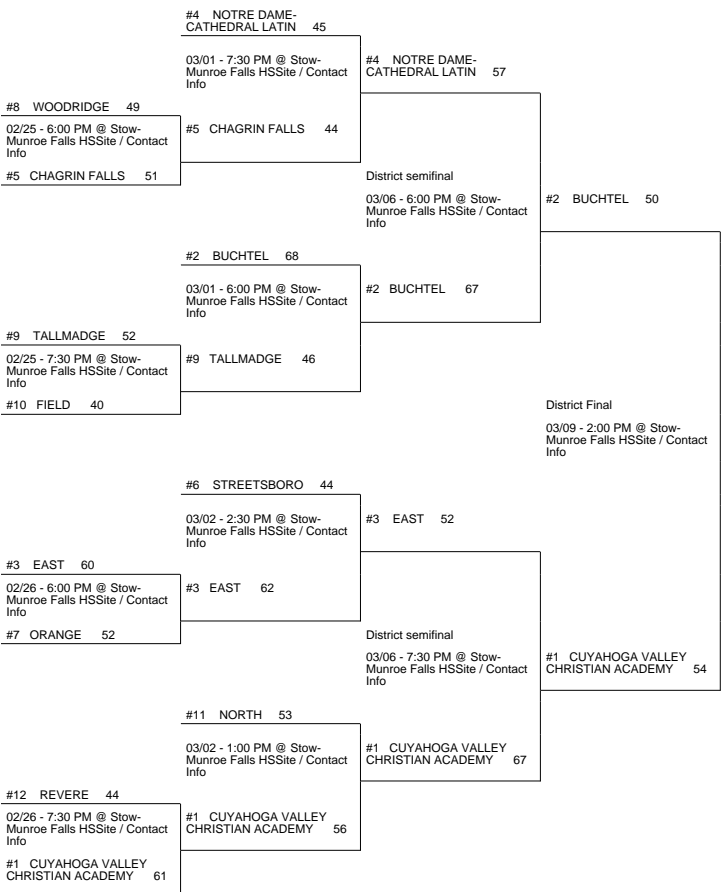 #4 NOTRE DAME-
CATHEDRAL LATIN 45
03/01 - 7:30 PM @ Stow-
Munroe Falls HSSite / Contact
Info
#4 NOTRE DAME-
CATHEDRAL LATIN 57
#8 WOODRIDGE 49
02/25 - 6:00 PM @ Stow-
Munroe Falls HSSite / Contact
Info
#5 CHAGRIN FALLS 44
#5 CHAGRIN FALLS 51
District semifinal
03/06 - 6:00 PM @ Stow-
Munroe Falls HSSite / Contact
Info
#2 BUCHTEL 50
#2 BUCHTEL 68
03/01 - 6:00 PM @ Stow-
Munroe Falls HSSite / Contact
Info
#2 BUCHTEL 67
#9 TALLMADGE 52
02/25 - 7:30 PM @ Stow-
Munroe Falls HSSite / Contact
Info
#9 TALLMADGE 46
#10 FIELD 40
District Final
03/09 - 2:00 PM @ Stow-
Munroe Falls HSSite / Contact
Info
#6 STREETSBORO 44
03/02 - 2:30 PM @ Stow-
Munroe Falls HSSite / Contact
Info
#3 EAST 52
#3 EAST 60
02/26 - 6:00 PM @ Stow-
Munroe Falls HSSite / Contact
Info
#3 EAST 62
#7 ORANGE 52
District semifinal
03/06 - 7:30 PM @ Stow-
Munroe Falls HSSite / Contact
Info
#1 CUYAHOGA VALLEY
CHRISTIAN ACADEMY 54
#11 NORTH 53
03/02 - 1:00 PM @ Stow-
Munroe Falls HSSite / Contact
Info
#1 CUYAHOGA VALLEY
CHRISTIAN ACADEMY 67
#12 REVERE 44
02/26 - 7:30 PM @ Stow-
Munroe Falls HSSite / Contact
Info
#1 CUYAHOGA VALLEY
CHRISTIAN ACADEMY 56
#1 CUYAHOGA VALLEY
CHRISTIAN ACADEMY 61